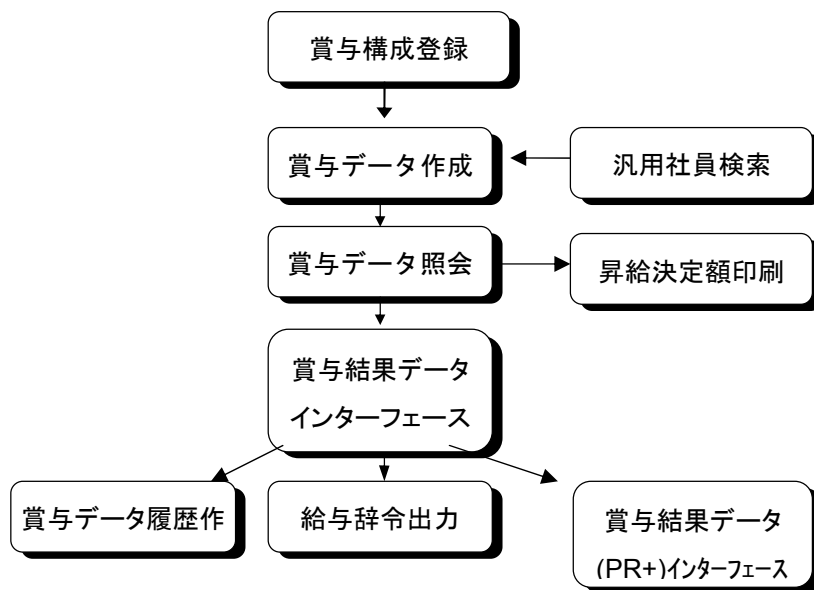 賞与構成登録
賞与データ作成
汎用社員検索
賞与データ照会
昇給決定額印刷
賞与結果データ
インターフェース
賞与データ履歴作
給与辞令出力
賞与結果データ
(PR+)インターフェース